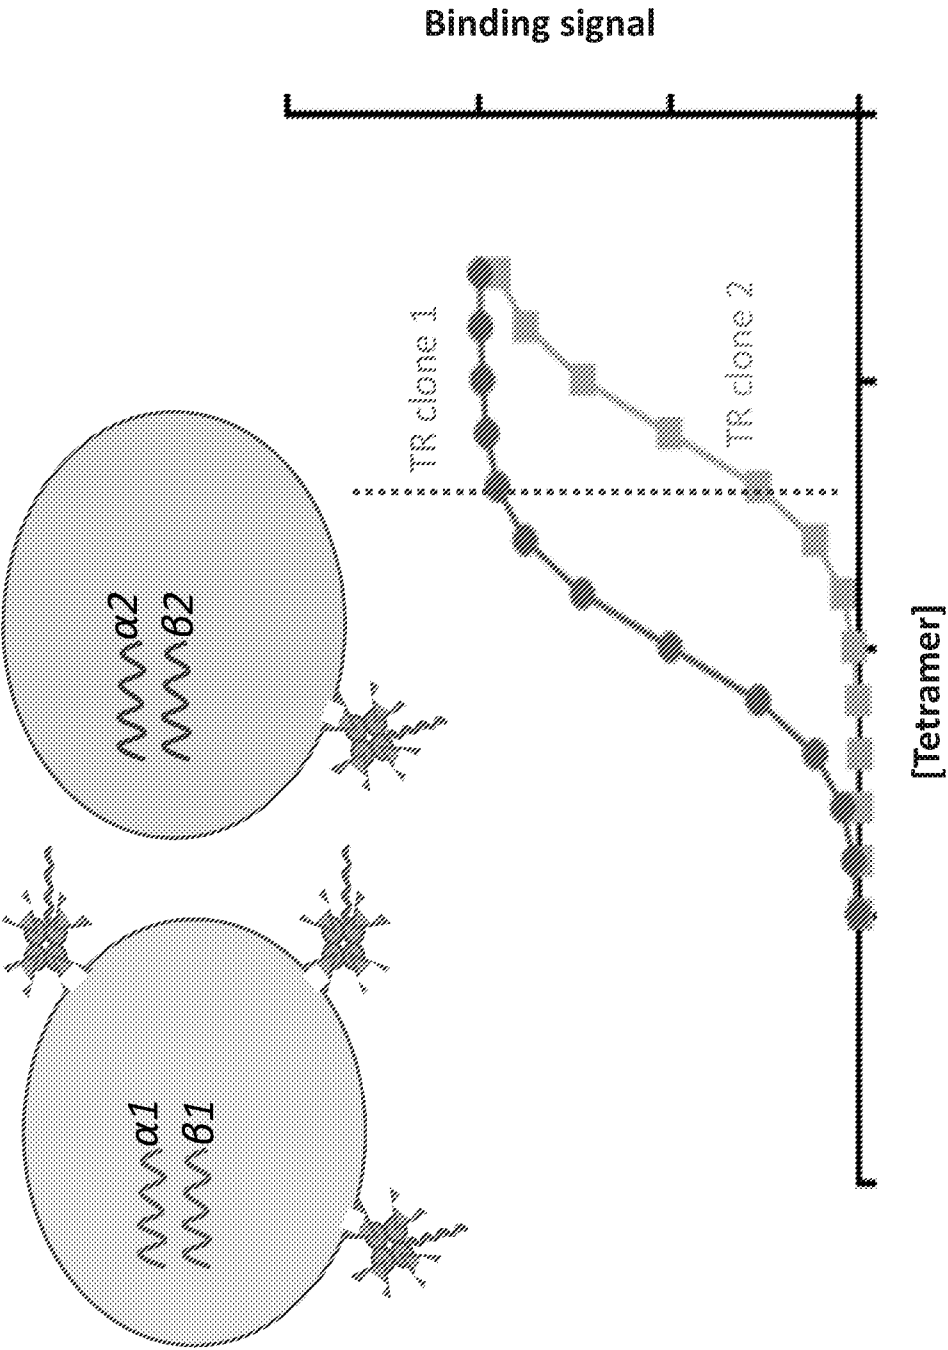 α1
β1
α2
β2
Binding signal
TR clone 1
TR clone 2
[Tetramer]